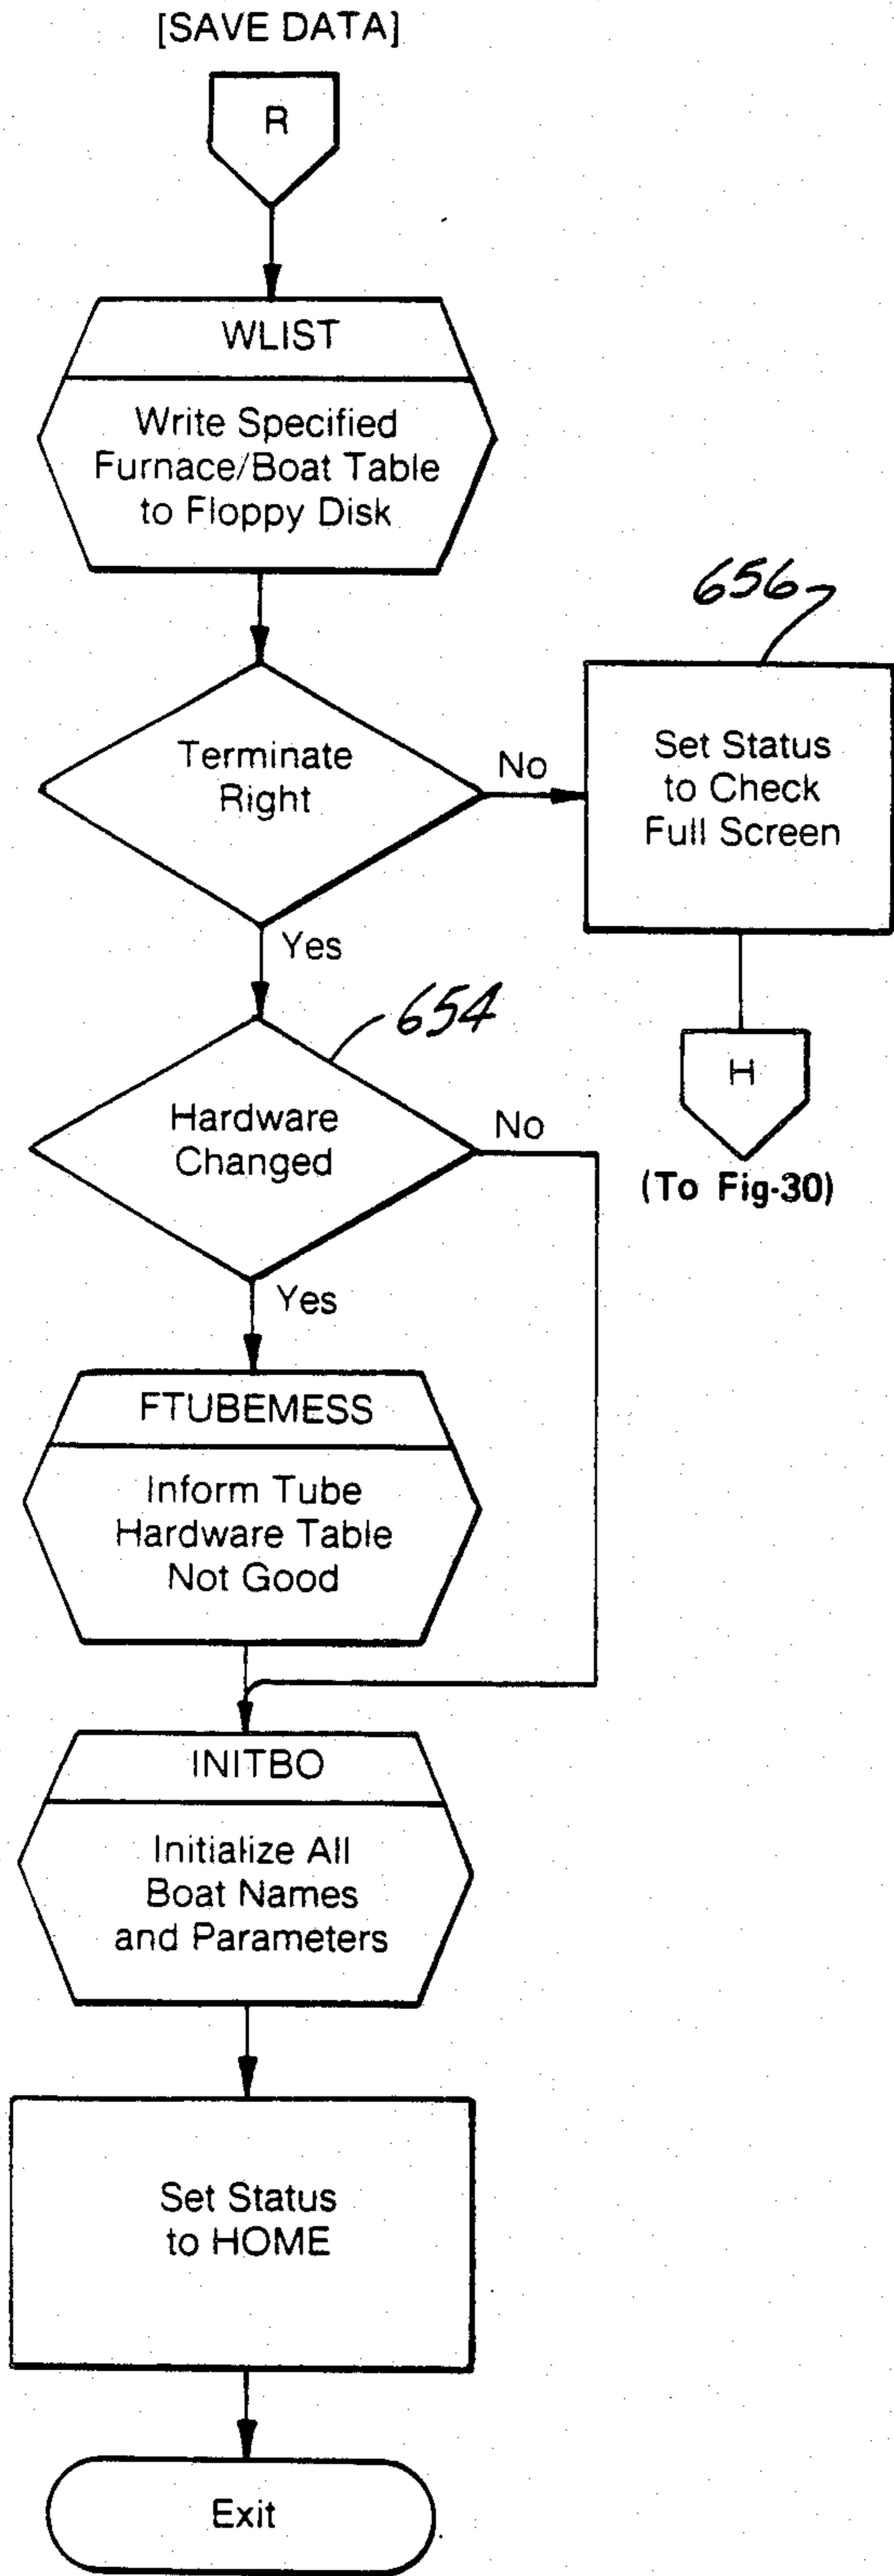 [SAVE DATA]
R
WLIST
Write Specified
Furnace/Boat Table
to Floppy Disk
656
Terminate
Right
No
Set Status
to Check
Full Screen
Yes
654
H
Hardware
Changed
No
(To Fig-30)
Yes
FTUBEMESS
Inform Tube
Hardware Table
Not Good
INITBO
Initialize All
Boat Names
and Parameters
Set Status
to HOME
Exit